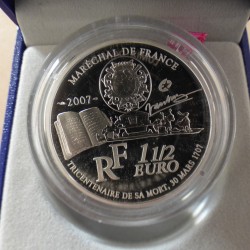 MARÉCHAL DE FRANCE
-2007-
RF 1 1/2
EURO
TRICENTENAIRE DE SA MORT, 30 MARS 1707